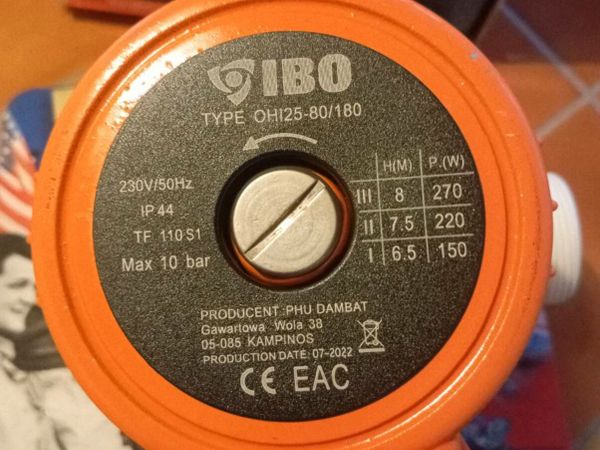 IBO
TYPE OHI25-80/180
230V/50Hz
IP 44
TF 110 S1
Max 10 bar
H(M) P.(W)
III 8 270
II 7.5 220
I 6.5 150
PRODUCENT :PHU DAMBAT
Gawartowa Wola 38
05-085 KAMPINOS
PRODUCTION DATE: 07-2022
CE EAC